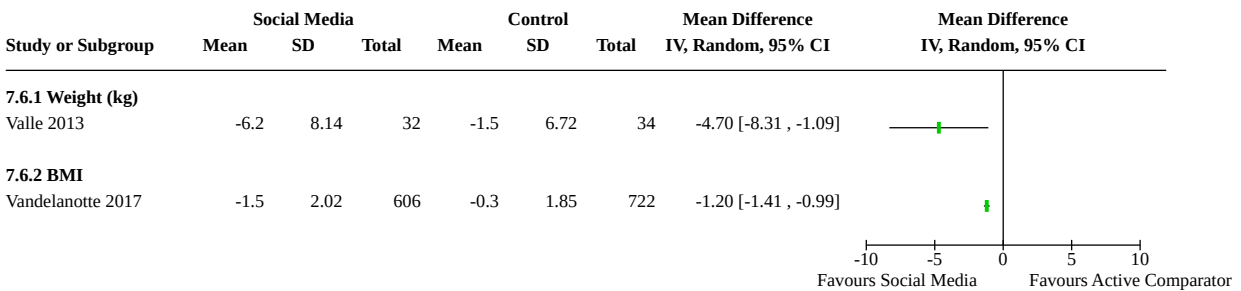 Social Media Control Mean Difference Mean Difference
Study or Subgroup Mean SD Total Mean SD Total IV, Random, 95% CI IV, Random, 95% CI
7.6.1 Weight (kg)
Valle 2013 -6.2 8.14 32 -1.5 6.72 34 -4.70 [-8.31 , -1.09]
7.6.2 BMI
Vandelanotte 2017 -1.5 2.02 606 -0.3 1.85 722 -1.20 [-1.41 , -0.99]
-10 -5 0 5 10
Favours Social Media Favours Active Comparator